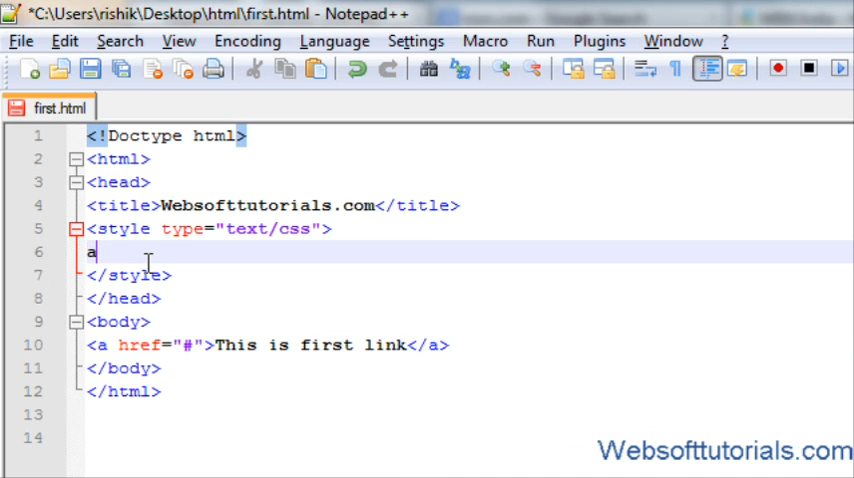 *C:\Users\rishik\Desktop\html\first.html - Notepad++
File Edit Search View Encoding Language Settings Macro Run Plugins Window ?
first.html
1 <!Doctype html>
2 <html>
3 <head>
4 <title>Websofttutorials.com</title>
5 <style type="text/css">
6 a
7 </style>
8 </head>
9 <body>
10 <a href="#">This is first link</a>
11 </body>
12 </html>
13
14
Websofttutorials.com